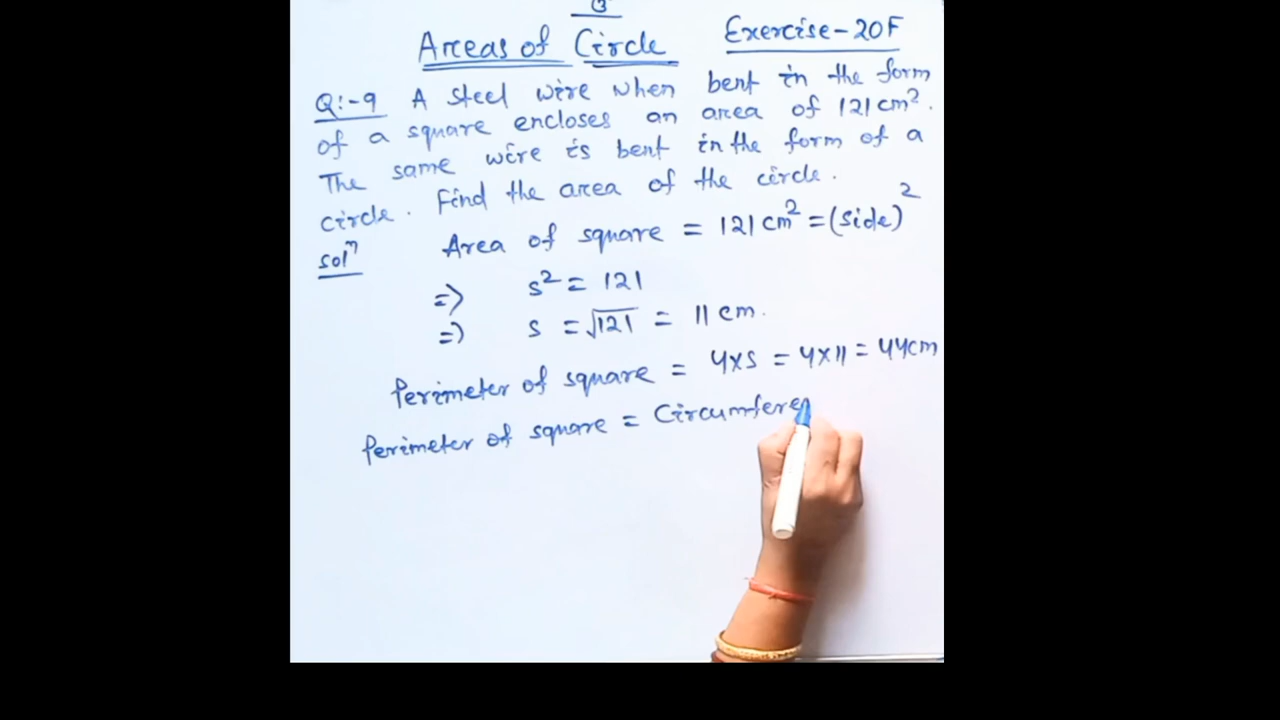 3
Areas of Circle Exercise-20F
Q:-9 A steel wire when bent in the form
of a square encloses an area of 121 cm².
The same wire is bent in the form of a
circle. Find the area of the circle.
Solⁿ Area of square = 121 cm² = (side)²
=> s² = 121
=> s = √121 = 11 cm.
Perimeter of square = 4×s = 4×11 = 44cm
Perimeter of square = Circumfere